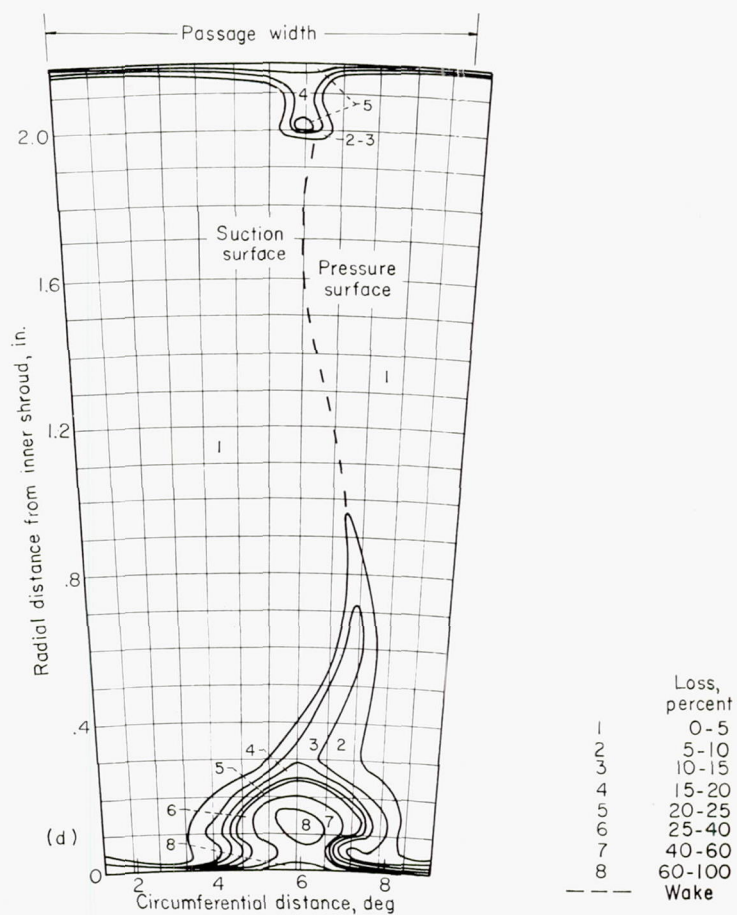 Passage width
4
5
2.0
2-3
Suction
surface
Pressure
surface
1.6
Radial distance from inner shroud, in.
1
1.2
1
.8
.4
4
3
2
5
6
7
8
8
(d)
0
2
4
6
8
Circumferential distance, deg
Loss,
percent
1 0-5
2 5-10
3 10-15
4 15-20
5 20-25
6 25-40
7 40-60
8 60-100
Wake